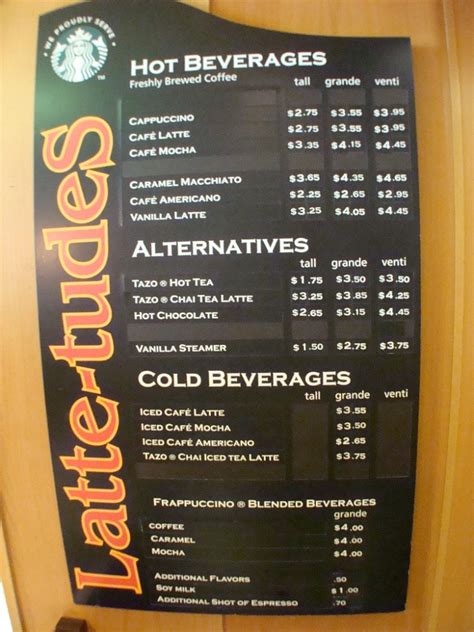 WE PROUDLY SERVE
Latte-tudeS
HOT BEVERAGES
Freshly Brewed Coffee tall grande venti
CAPPUCCINO $2.75 $3.55 $3.95
CAFÉ LATTE $2.75 $3.55 $3.95
CAFÉ MOCHA $3.35 $4.15 $4.45
CARAMEL MACCHIATO $3.65 $4.35 $4.65
CAFÉ AMERICANO $2.25 $2.65 $2.95
VANILLA LATTE $3.25 $4.05 $4.45
ALTERNATIVES
tall grande venti
TAZO ® HOT TEA $1.75 $3.50 $3.50
TAZO ® CHAI TEA LATTE $3.25 $3.85 $4.25
HOT CHOCOLATE $2.65 $3.15 $4.45
VANILLA STEAMER $1.50 $2.75 $3.75
COLD BEVERAGES
tall grande venti
ICED CAFÉ LATTE $3.55
ICED CAFÉ MOCHA $3.50
ICED CAFÉ AMERICANO $2.65
TAZO ® CHAI ICED TEA LATTE $3.75
FRAPPUCCINO ® BLENDED BEVERAGES
grande
COFFEE $4.00
CARAMEL $4.00
MOCHA $4.00
ADDITIONAL FLAVORS .50
SOY MILK $1.00
ADDITIONAL SHOT OF ESPRESSO .70